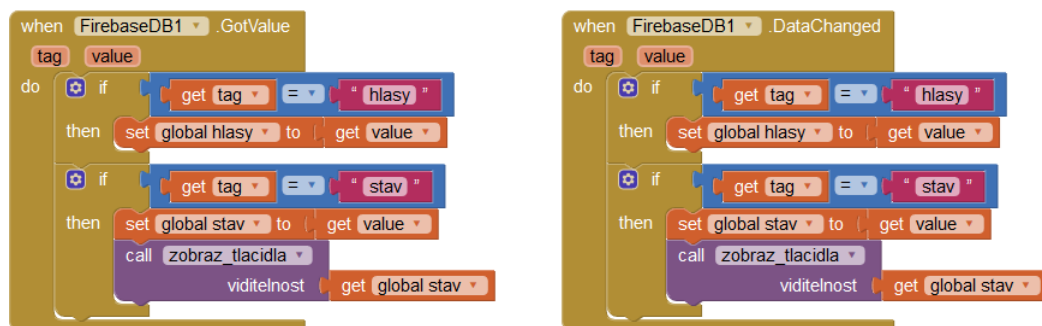 when FirebaseDB1 .GotValue
tag value
do if get tag = " hlasy "
then set global hlasy to get value
if get tag = " stav "
then set global stav to get value
call zobraz_tlacidla
viditelnost get global stav
when FirebaseDB1 .DataChanged
tag value
do if get tag = " hlasy "
then set global hlasy to get value
if get tag = " stav "
then set global stav to get value
call zobraz_tlacidla
viditelnost get global stav